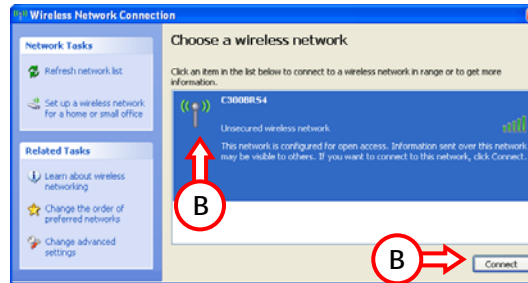 Wireless Network Connection
Network Tasks
Refresh network list
Set up a wireless network
for a home or small office
Related Tasks
Learn about wireless
networking
Change the order of
preferred networks
Change advanced
settings
Choose a wireless network
Click an item in the list below to connect to a wireless network in range or to get more
information.
C300BRS4
Unsecured wireless network
This network is configured for open access. Information sent over this network
may be visible to others. If you want to connect to this network, click Connect.
B
B
Connect